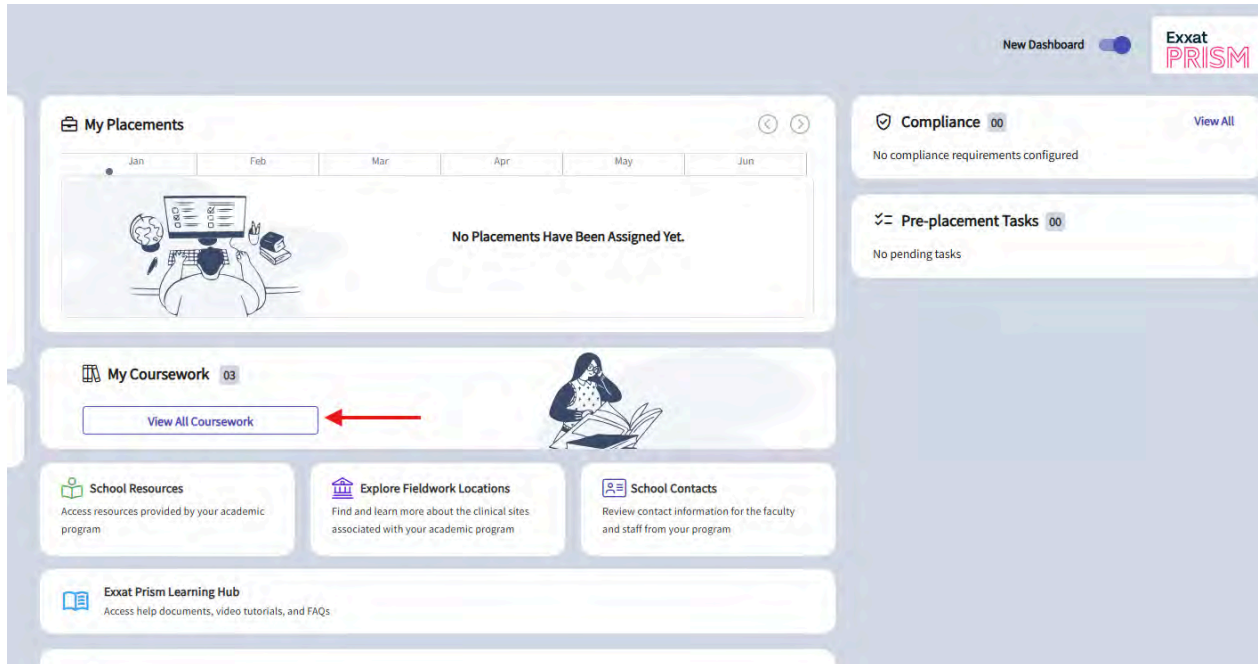 New Dashboard
Exxat
PRISM
My Placements
Jan Feb Mar Apr May Jun
No Placements Have Been Assigned Yet.
Compliance 00 View All
No compliance requirements configured
Pre-placement Tasks 00
No pending tasks
My Coursework 03
View All Coursework
School Resources
Access resources provided by your academic
program
Explore Fieldwork Locations
Find and learn more about the clinical sites
associated with your academic program
School Contacts
Review contact information for the faculty
and staff from your program
Exxat Prism Learning Hub
Access help documents, video tutorials, and FAQs